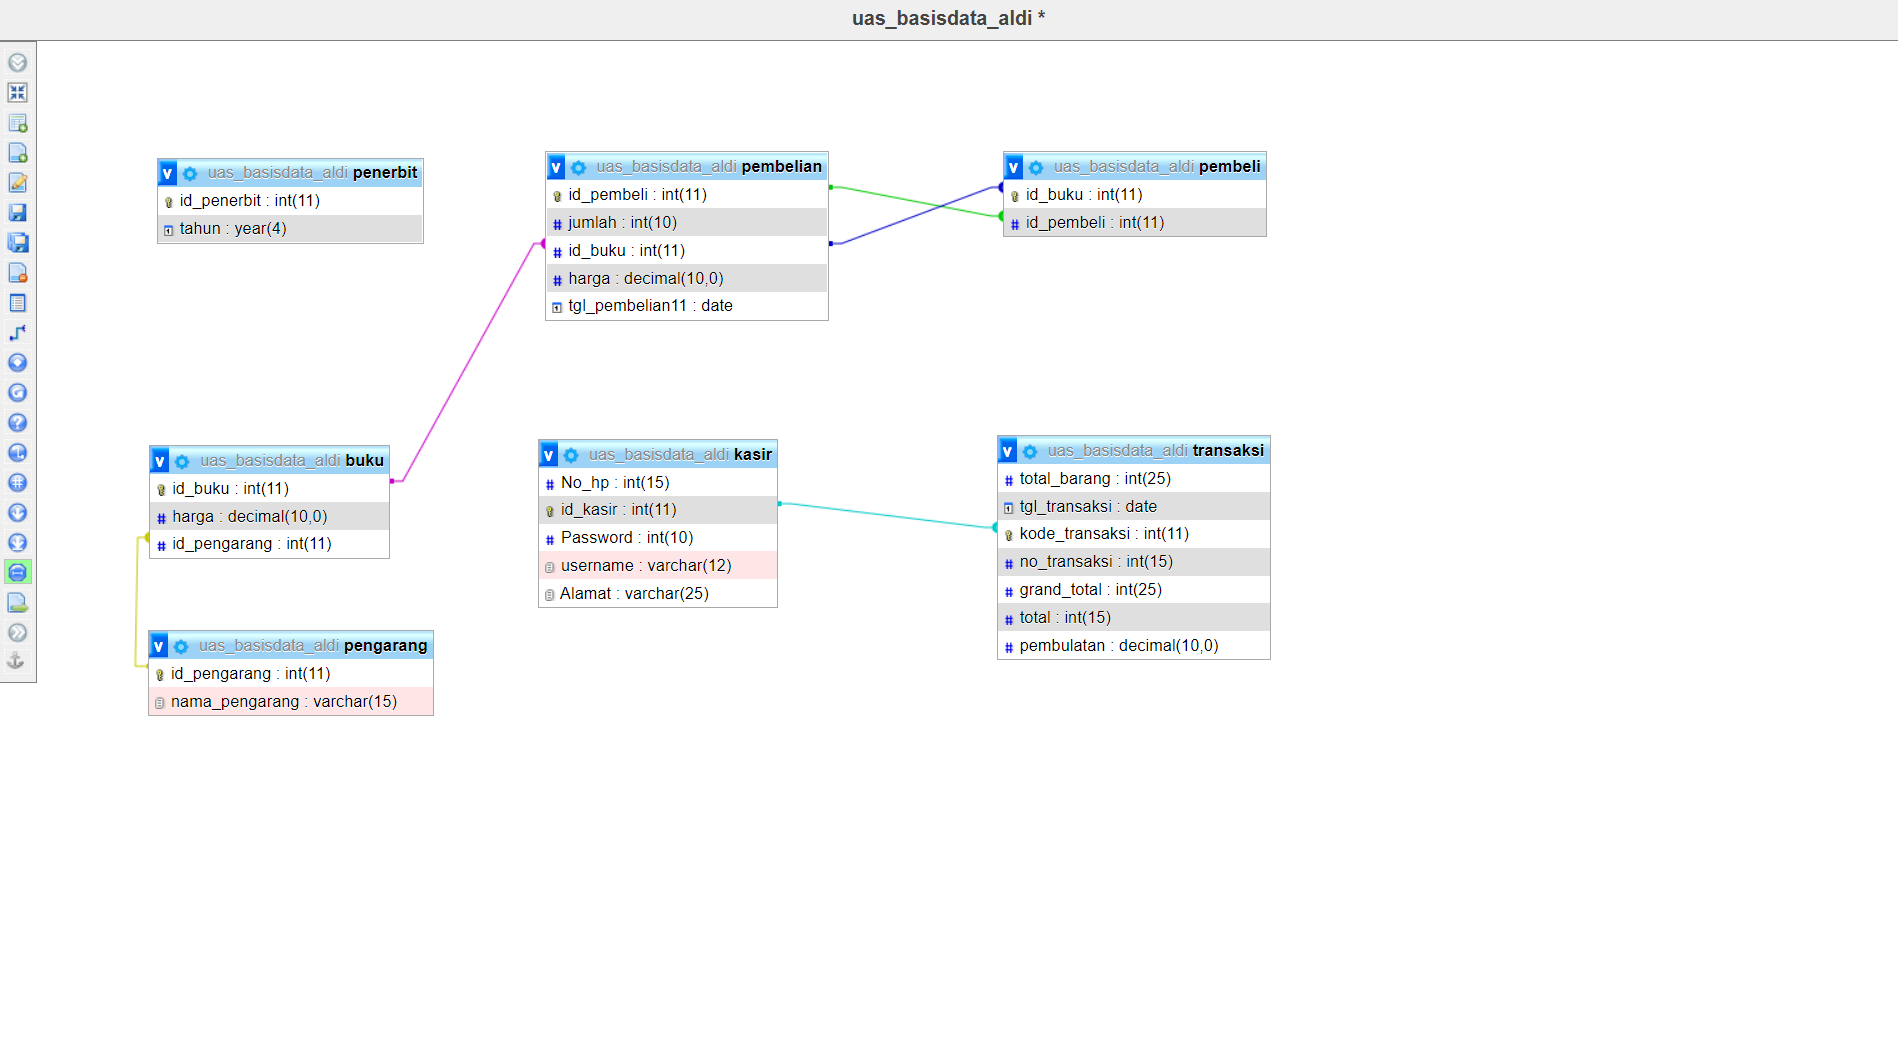 uas_basisdata_aldi *
v uas_basisdata_aldi penerbit
id_penerbit : int(11)
tahun : year(4)
v uas_basisdata_aldi pembelian
id_pembeli : int(11)
# jumlah : int(10)
# id_buku : int(11)
# harga : decimal(10,0)
tgl_pembelian11 : date
v uas_basisdata_aldi pembeli
id_buku : int(11)
# id_pembeli : int(11)
v uas_basisdata_aldi buku
id_buku : int(11)
# harga : decimal(10,0)
# id_pengarang : int(11)
v uas_basisdata_aldi kasir
# No_hp : int(15)
id_kasir : int(11)
# Password : int(10)
username : varchar(12)
Alamat : varchar(25)
v uas_basisdata_aldi transaksi
# total_barang : int(25)
tgl_transaksi : date
kode_transaksi : int(11)
# no_transaksi : int(15)
# grand_total : int(25)
# total : int(15)
# pembulatan : decimal(10,0)
v uas_basisdata_aldi pengarang
id_pengarang : int(11)
nama_pengarang : varchar(15)